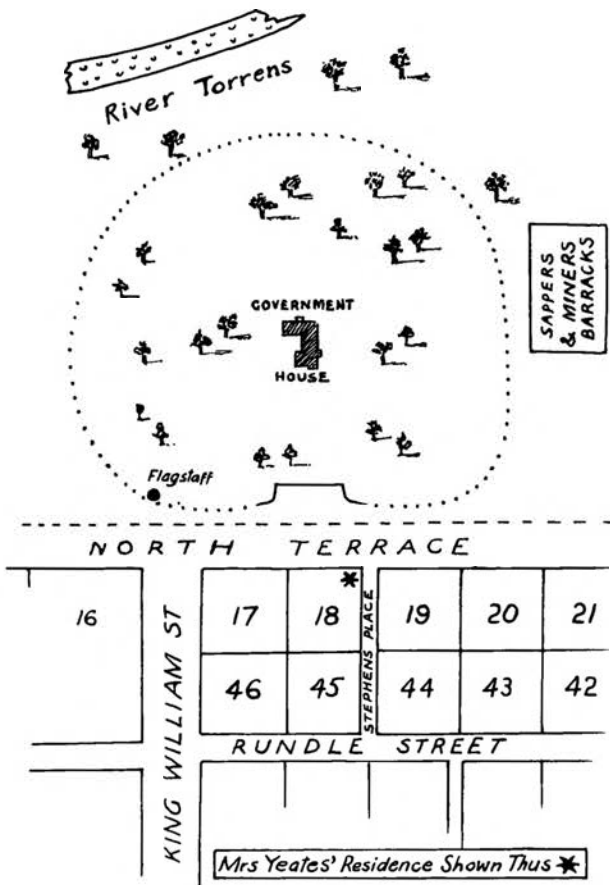 River Torrens
SAPPERS
& MINERS
BARRACKS
GOVERNMENT
HOUSE
Flagstaff
NORTH TERRACE
16
17
18
19
20
21
KING WILLIAM ST
STEPHENS PLACE
46
45
44
43
42
RUNDLE STREET
Mrs Yeates' Residence Shown Thus